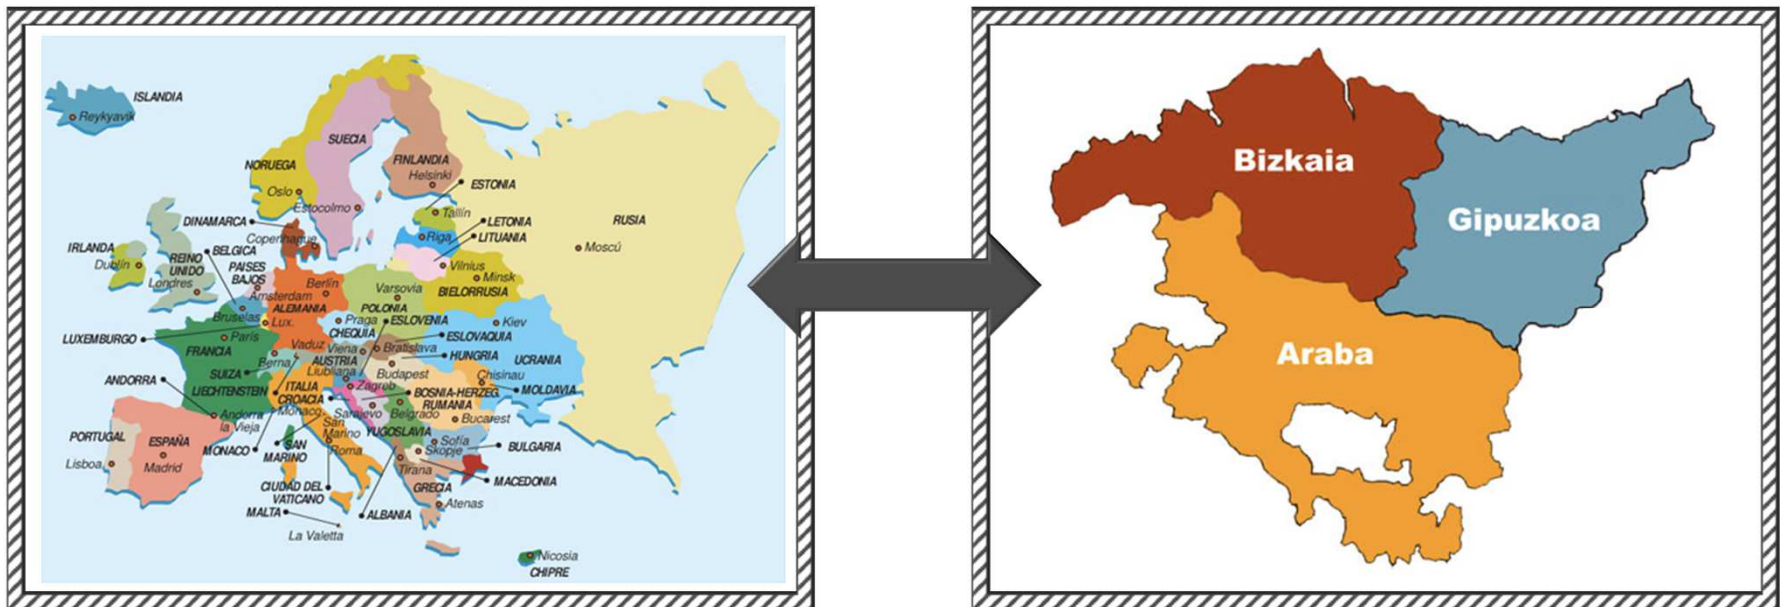 ISLANDIA
Reykyavik
SUECIA
NORUEGA
FINLANDIA
Helsinki
Oslo
ESTONIA
Estocolmo
Tallín
DINAMARCA
LETONIA
RUSIA
Copenhague
Riga
LITUANIA
IRLANDA
BELGICA
Moscú
REINO
UNIDO
Dublín
PAISES
BAJOS
Vilnius
Minsk
Londres
Berlín
Varsovia
BIELORRUSIA
Amsterdam
ALEMANIA
POLONIA
Bruselas
Lux.
Praga
ESLOVENIA
Kiev
LUXEMBURGO
París
CHEQUIA
ESLOVAQUIA
FRANCIA
Vaduz
Viena
Bratislava
HUNGRIA
UCRANIA
Berna
AUSTRIA
SUIZA
Liubliana
Budapest
Chisinau
ANDORRA
LIECHTENSTEIN
ITALIA
Zagreb
MOLDAVIA
CROACIA
BOSNIA-HERZEG.
RUMANIA
Monaco
Sarajevo
Belgrado
Bucarest
Andorra
la Vieja
San
Marino
YUGOSLAVIA
PORTUGAL
ESPAÑA
MONACO
SAN
MARINO
Sofía
BULGARIA
Roma
Skopje
Lisboa
Madrid
Tirana
MACEDONIA
CIUDAD DEL
VATICANO
GRECIA
Atenas
MALTA
ALBANIA
La Valetta
Nicosia
CHIPRE
Bizkaia
Gipuzkoa
Araba